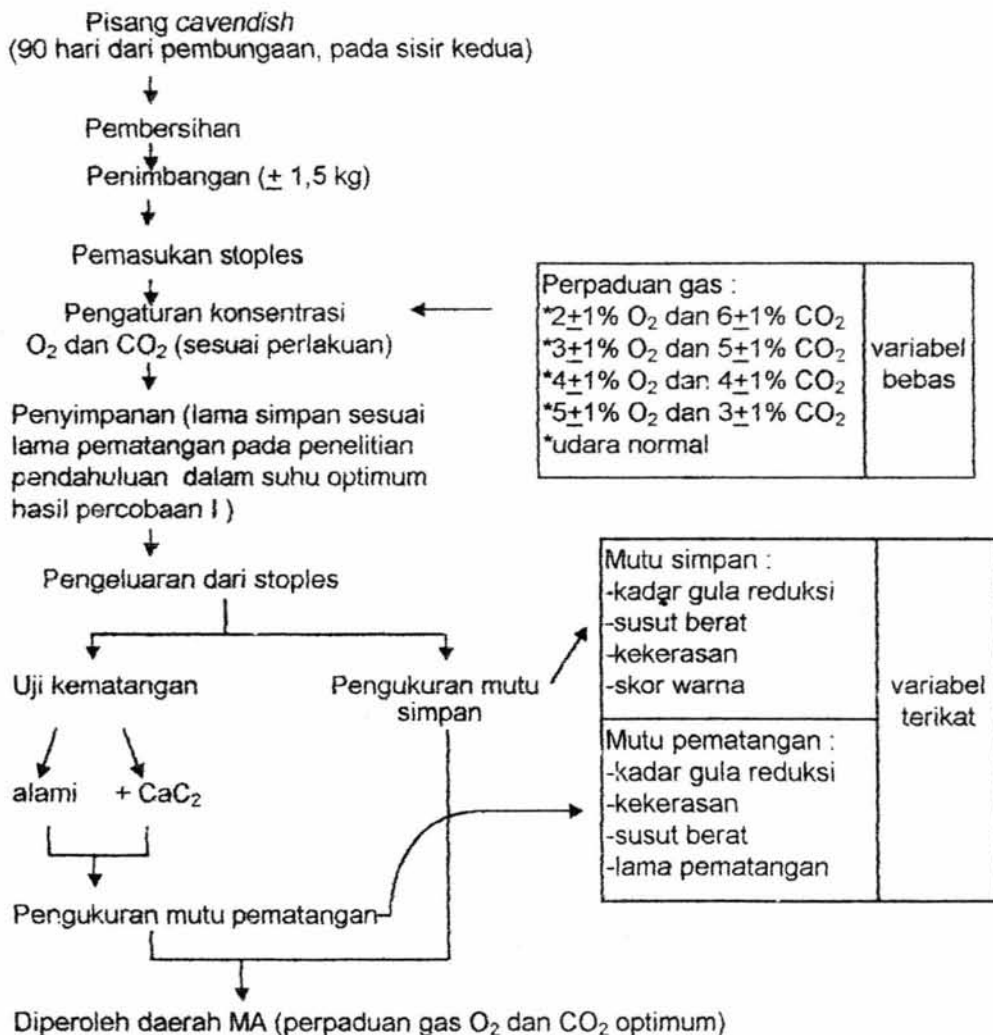 Pisang cavendish
(90 hari dari pembungaan, pada sisir kedua)
Pembersihan
Penimbangan (± 1,5 kg)
Pemasukan stoples
Pengaturan konsentrasi
O₂ dan CO₂ (sesuai perlakuan)
Perpaduan gas :
*2±1% O₂ dan 6±1% CO₂
*3±1% O₂ dan 5±1% CO₂
*4±1% O₂ dan 4±1% CO₂
*5±1% O₂ dan 3±1% CO₂
*udara normal
variabel
bebas
Penyimpanan (lama simpan sesuai
lama pematangan pada penelitian
pandahuluan dalam suhu optimum
hasil percobaan I )
Pengeluaran dari stoples
Uji kematangan
Pengukuran mutu
simpan
Mutu simpan :
-kadar gula reduksi
-susut berat
-kekerasan
-skor warna
variabel
terikat
Mutu pematangan :
-kadar gula reduksi
-kekerasan
-susut berat
-lama pematangan
alami + CaC₂
Pengukuran mutu pematangan
Diperoleh daerah MA (perpaduan gas O₂ dan CO₂ optimum)